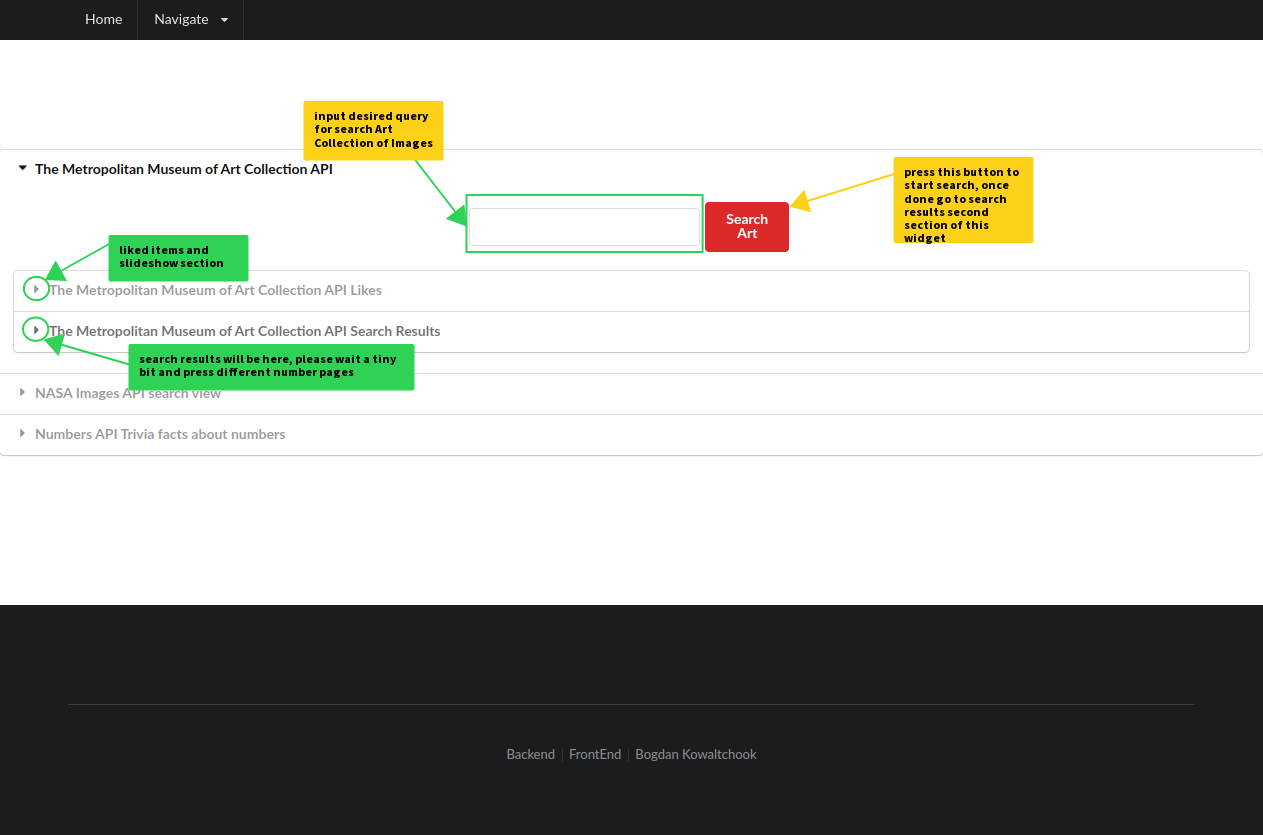 Home
Navigate
input desired query
for search Art
Collection of Images
The Metropolitan Museum of Art Collection API
press this button to
start search, once
done go to search
results second
section of this
widget
Search
Art
liked items and
slideshow section
The Metropolitan Museum of Art Collection API Likes
The Metropolitan Museum of Art Collection API Search Results
search results will be here, please wait a tiny
bit and press different number pages
NASA Images API search view
Numbers API Trivia facts about numbers
Backend
FrontEnd
Bogdan Kowaltchook